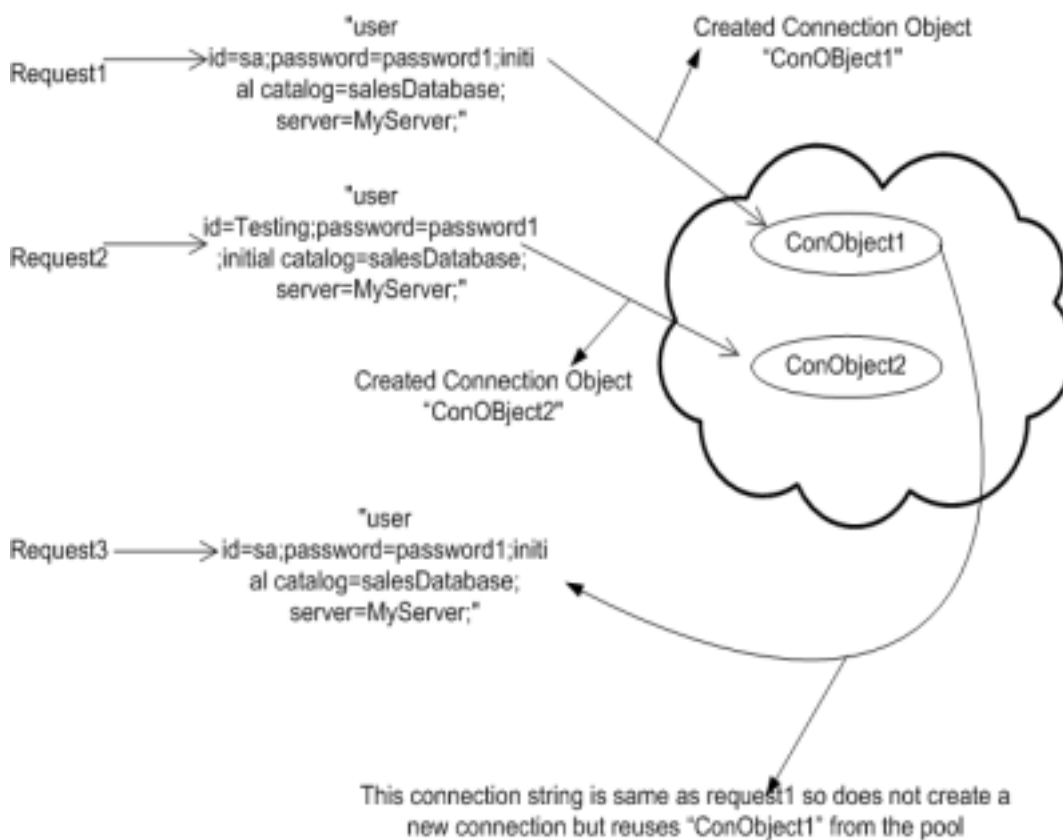 "user
Request1
id=sa;password=password1;initi
al catalog=salesDatabase;
server=MyServer;"
Created Connection Object
"ConOBject1"
"user
Request2
id=Testing;password=password1
;initial catalog=salesDatabase;
server=MyServer;"
ConObject1
ConObject2
Created Connection Object
"ConOBject2"
"user
Request3
id=sa;password=password1;initi
al catalog=salesDatabase;
server=MyServer;"
This connection string is same as request1 so does not create a
new connection but reuses "ConObject1" from the pool